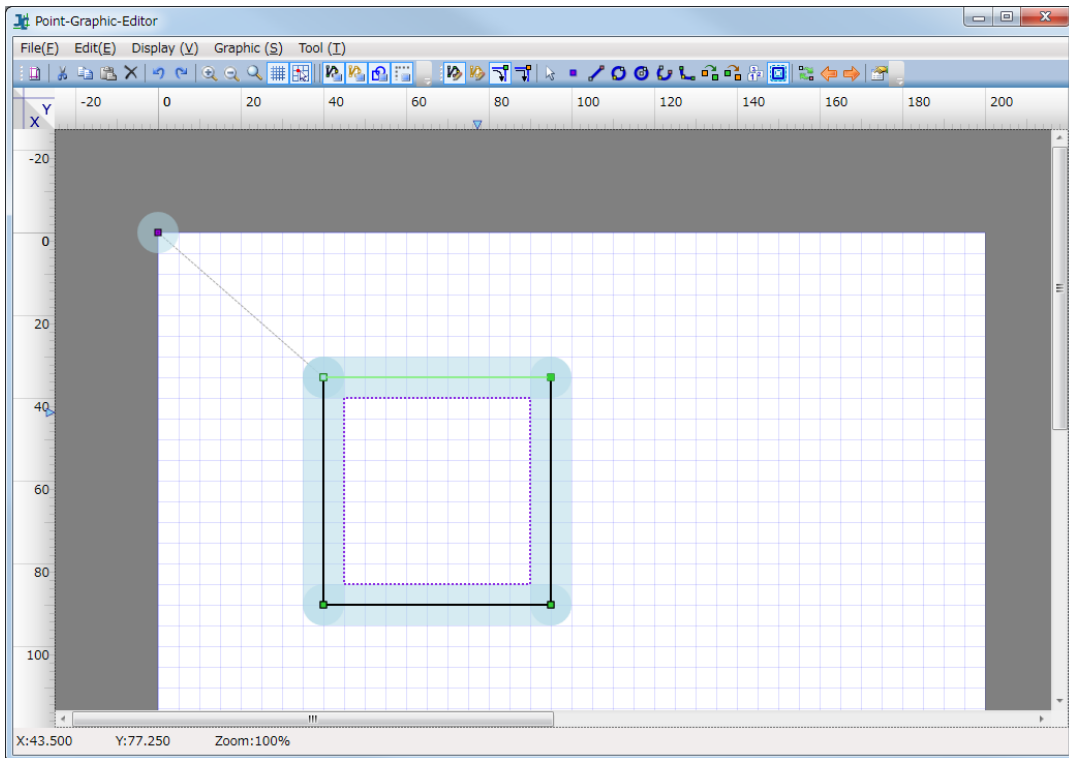 Point-Graphic-Editor
File(F) Edit(E) Display (V) Graphic (S) Tool (T)
Y -20 0 20 40 60 80 100 120 140 160 180 200
X
-20
0
20
40
60
80
100
X:43.500 Y:77.250 Zoom:100%